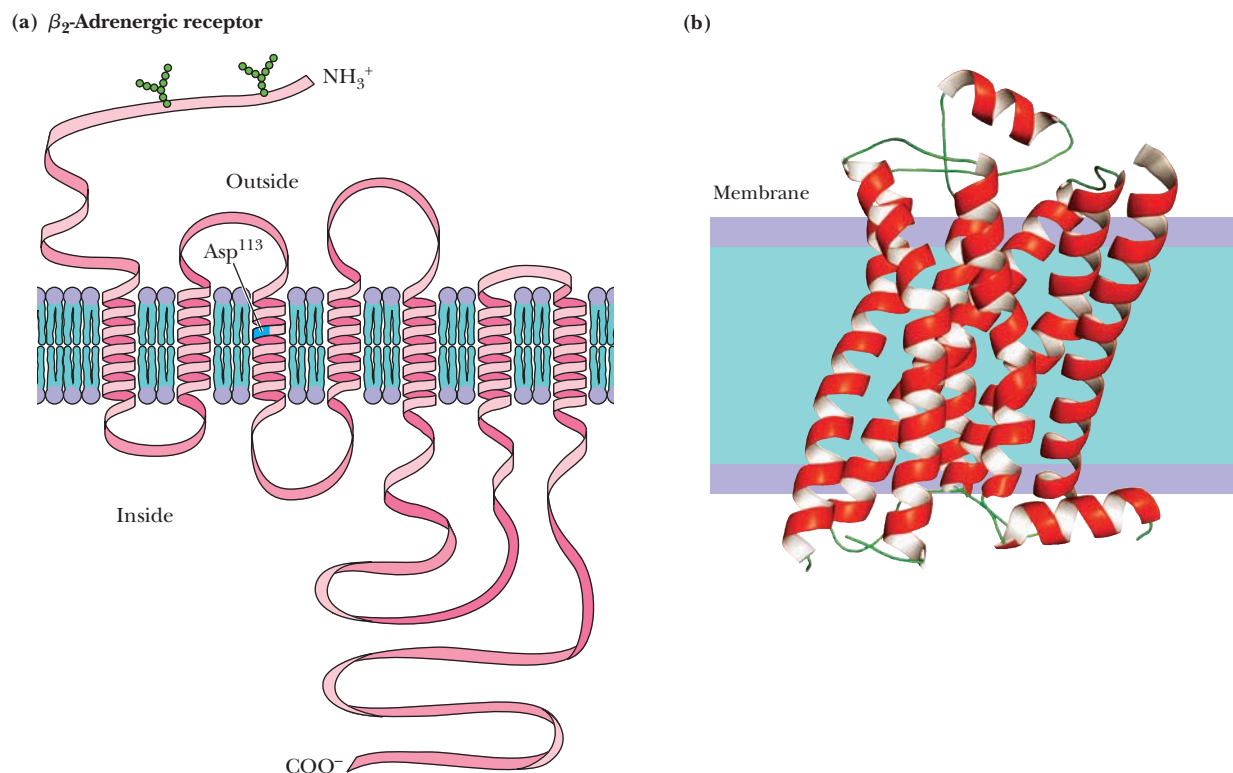 (a) β₂-Adrenergic receptor
NH₃⁺
Outside
Asp¹¹³
Inside
COO⁻
(b)
Membrane